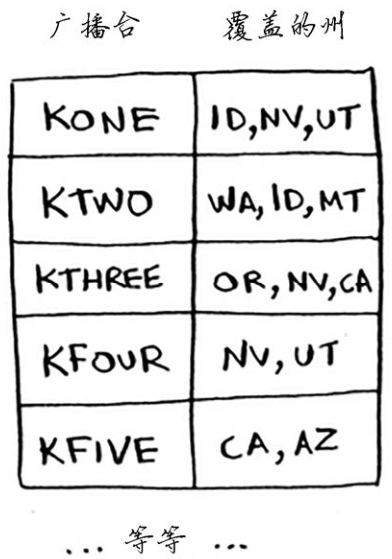 广播台 覆盖的州
KONE ID,NV,UT
KTWO WA,ID,MT
KTHREE OR,NV,CA
KFOUR NV,UT
KFIVE CA,AZ
... 等等 ...